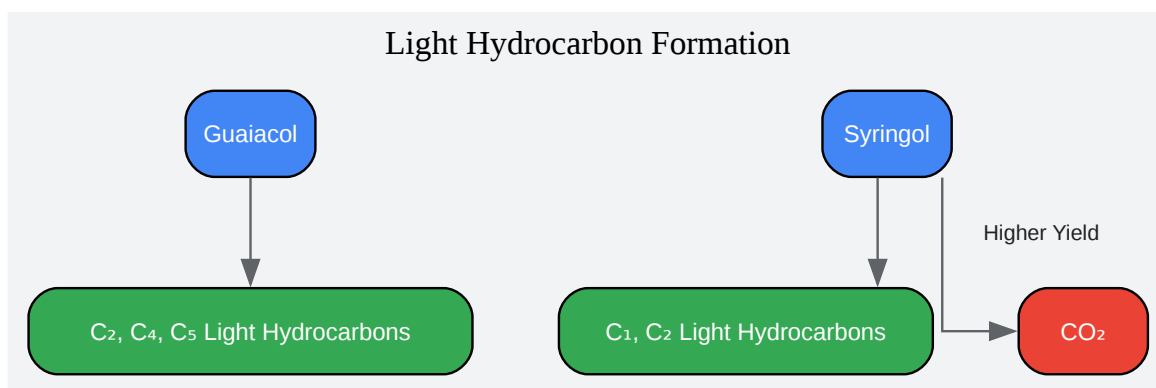 Light Hydrocarbon Formation
Guaiacol
Syringol
Higher Yield
C₂, C₄, C₅ Light Hydrocarbons
C₁, C₂ Light Hydrocarbons
CO₂